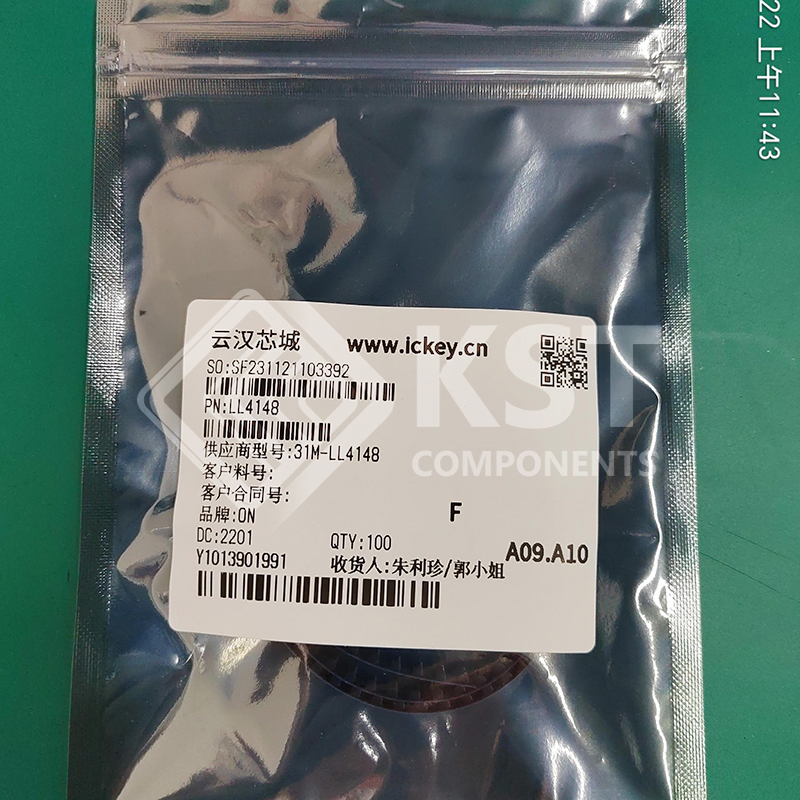 22 上午11:43
云汉芯城 www.ickey.cn
SO:SF231121103392
PN:LL4148
供应商型号:31M-LL4148
客户料号:
客户合同号:
品牌:ON F
DC:2201 QTY:100 A09.A10
Y1013901991 收货人:朱利珍/郭小姐
KST
COMPONENTS